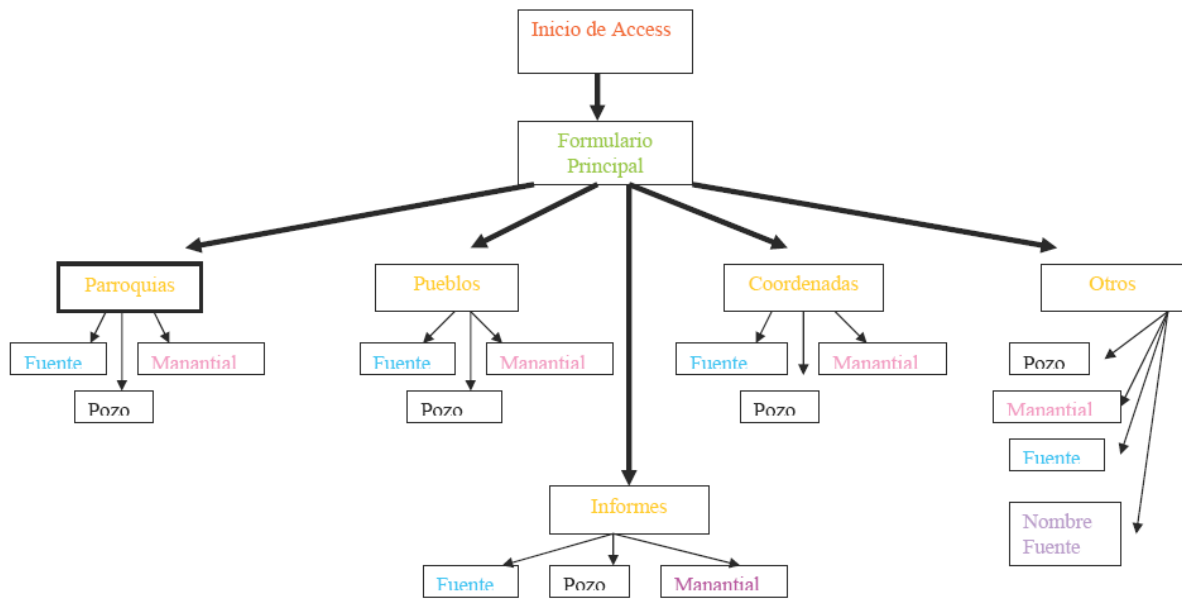 Inicio de Access
Formulario
Principal
Parroquias
Pueblos
Coordenadas
Otros
Fuente
Manantial
Pozo
Fuente
Manantial
Pozo
Fuente
Manantial
Pozo
Pozo
Manantial
Fuente
Nombre
Fuente
Informes
Fuente
Pozo
Manantial